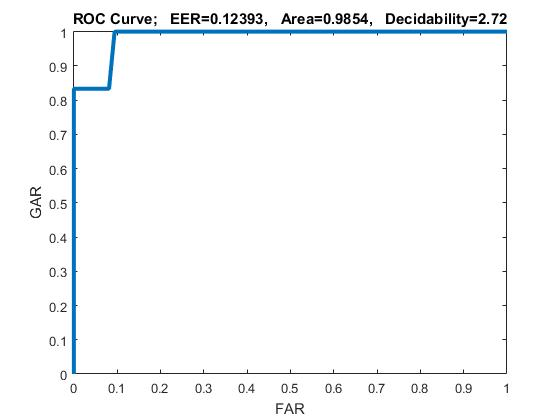 ROC Curve; EER=0.12393, Area=0.9854, Decidability=2.72
1
0.9
0.8
0.7
0.6
0.5
0.4
0.3
0.2
0.1
0
GAR
0 0.1 0.2 0.3 0.4 0.5 0.6 0.7 0.8 0.9 1
FAR